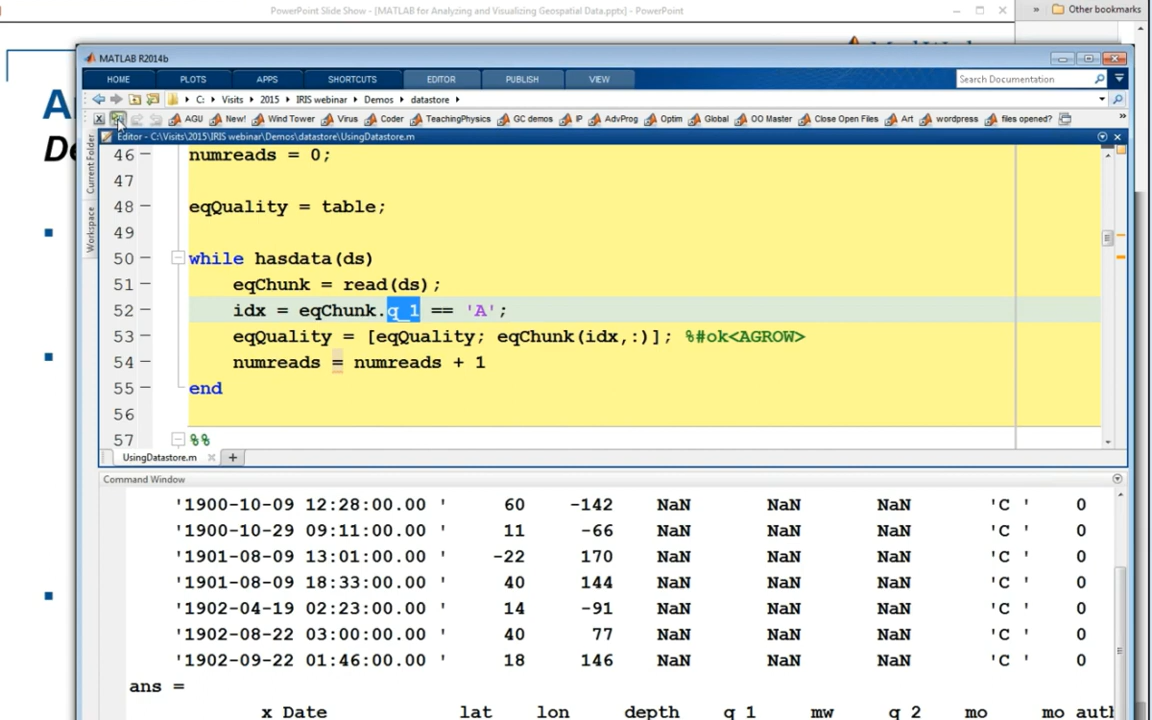 PowerPoint Slide Show - [MATLAB for Analyzing and Visualizing Geospatial Data.pptx] - PowerPoint
» Other bookmarks
MATLAB R2014b
HOME PLOTS APPS SHORTCUTS EDITOR PUBLISH VIEW Search Documentation
C: Visits 2015 IRIS webinar Demos datastore
AGU New! Wind Tower Virus Coder TeachingPhysics GC demos IP AdvProg Optim Global OO Master Close Open Files Art wordpress files opened? »
Editor - C:\Visits\2015\IRIS webinar\Demos\datastore\UsingDatastore.m
Current Folder
Workspace
46 — numreads = 0;
47
48 — eqQuality = table;
49
50 — while hasdata(ds)
51 — eqChunk = read(ds);
52 — idx = eqChunk.q_1 == 'A';
53 — eqQuality = [eqQuality; eqChunk(idx,:)]; %#ok<AGROW>
54 — numreads = numreads + 1
55 — end
56
57 %%
UsingDatastore.m
Command Window
'1900-10-09 12:28:00.00 ' 60 -142 NaN NaN NaN 'C ' 0
'1900-10-29 09:11:00.00 ' 11 -66 NaN NaN NaN 'C ' 0
'1901-08-09 13:01:00.00 ' -22 170 NaN NaN NaN 'C ' 0
'1901-08-09 18:33:00.00 ' 40 144 NaN NaN NaN 'C ' 0
'1902-04-19 02:23:00.00 ' 14 -91 NaN NaN NaN 'C ' 0
'1902-08-22 03:00:00.00 ' 40 77 NaN NaN NaN 'C ' 0
'1902-09-22 01:46:00.00 ' 18 146 NaN NaN NaN 'C ' 0
ans =
x_Date lat lon depth q_1 mw q_2 mo mo_auth